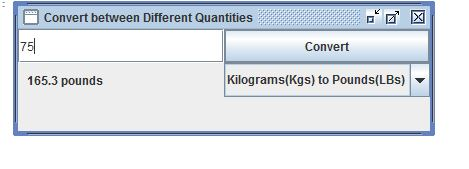 Convert between Different Quantities
75
Convert
165.3 pounds
Kilograms(Kgs) to Pounds(LBs)